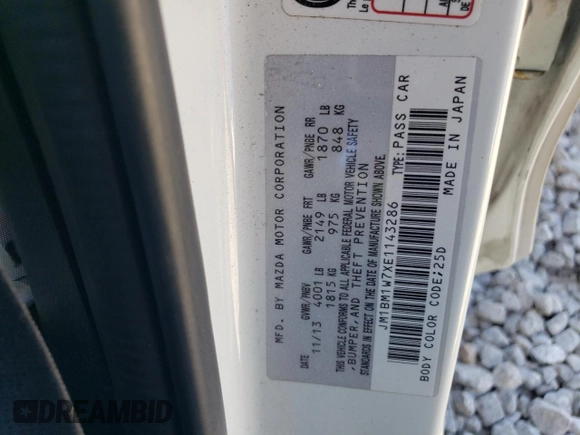 MFD. BY MAZDA MOTOR CORPORATION
DATE GVWR/NBV GAWR/PNBE FRT GAWR/PNBE RR
11/13 4001 LB 2149 LB 1870 LB
1815 KG 975 KG 848 KG
THIS VEHICLE CONFORMS TO ALL APPLICABLE FEDERAL MOTOR VEHICLE SAFETY
,BUMPER, AND THEFT PREVENTION
STANDARDS IN EFFECT ON THE DATE OF MANUFACTURE SHOWN ABOVE.
JM1BM1W7XE1143286 TYPE:PASS CAR
BODY COLOR CODE;25D MADE IN JAPAN
DREAMBID